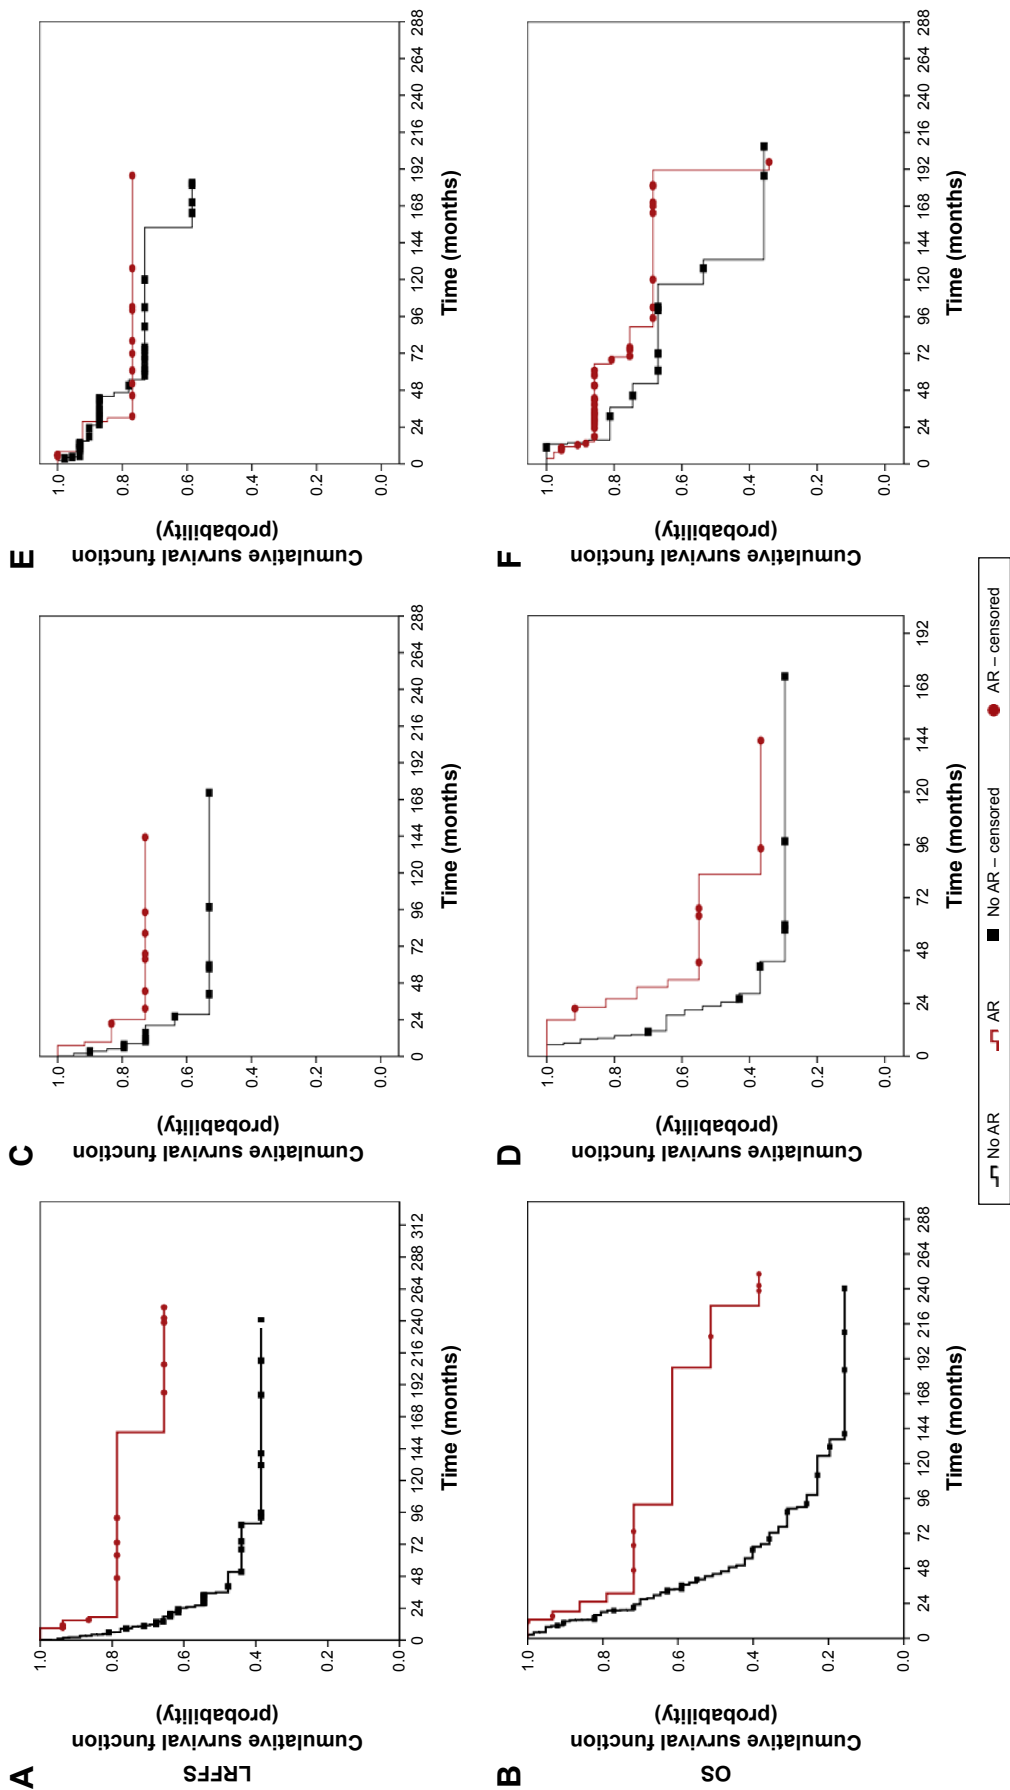 A
LRFFS
Cumulative survival function
(probability)
1.0
0.8
0.6
0.4
0.2
0.0
0 24 48 72 96 120 144 168 192 216 240 264 288 312
Time (months)
C
Cumulative survival function
(probability)
1.0
0.8
0.6
0.4
0.2
0.0
0 24 48 72 96 120 144 168 192 216 240 264 288
Time (months)
E
Cumulative survival function
(probability)
1.0
0.8
0.6
0.4
0.2
0.0
0 24 48 72 96 120 144 168 192 216 240 264 288
Time (months)
B
OS
Cumulative survival function
(probability)
1.0
0.8
0.6
0.4
0.2
0.0
0 24 48 72 96 120 144 168 192 216 240 264 288
Time (months)
D
Cumulative survival function
(probability)
1.0
0.8
0.6
0.4
0.2
0.0
0 24 48 72 96 120 144 168 192
Time (months)
F
Cumulative survival function
(probability)
1.0
0.8
0.6
0.4
0.2
0.0
0 24 48 72 96 120 144 168 192 216 240 264 288
Time (months)
No AR AR No AR – censored AR – censored